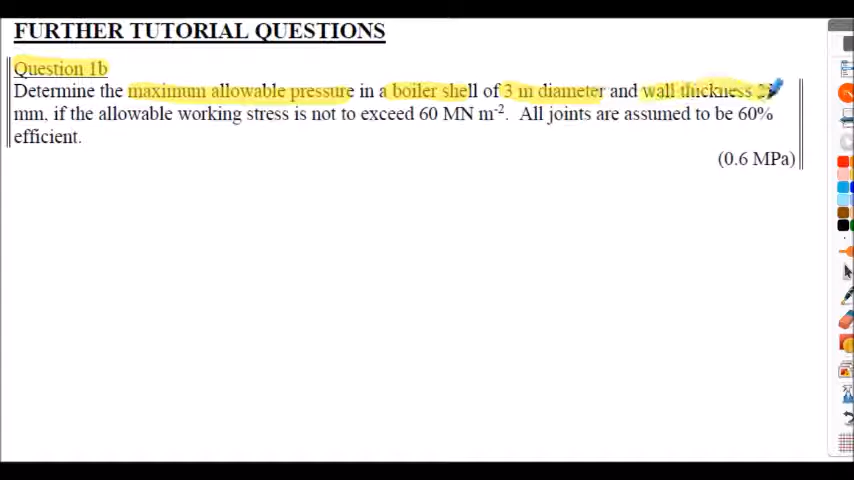 FURTHER TUTORIAL QUESTIONS
Question 1b
Determine the maximum allowable pressure in a boiler shell of 3 m diameter and wall thickness
mm, if the allowable working stress is not to exceed 60 MN m⁻². All joints are assumed to be 60%
efficient.
(0.6 MPa)